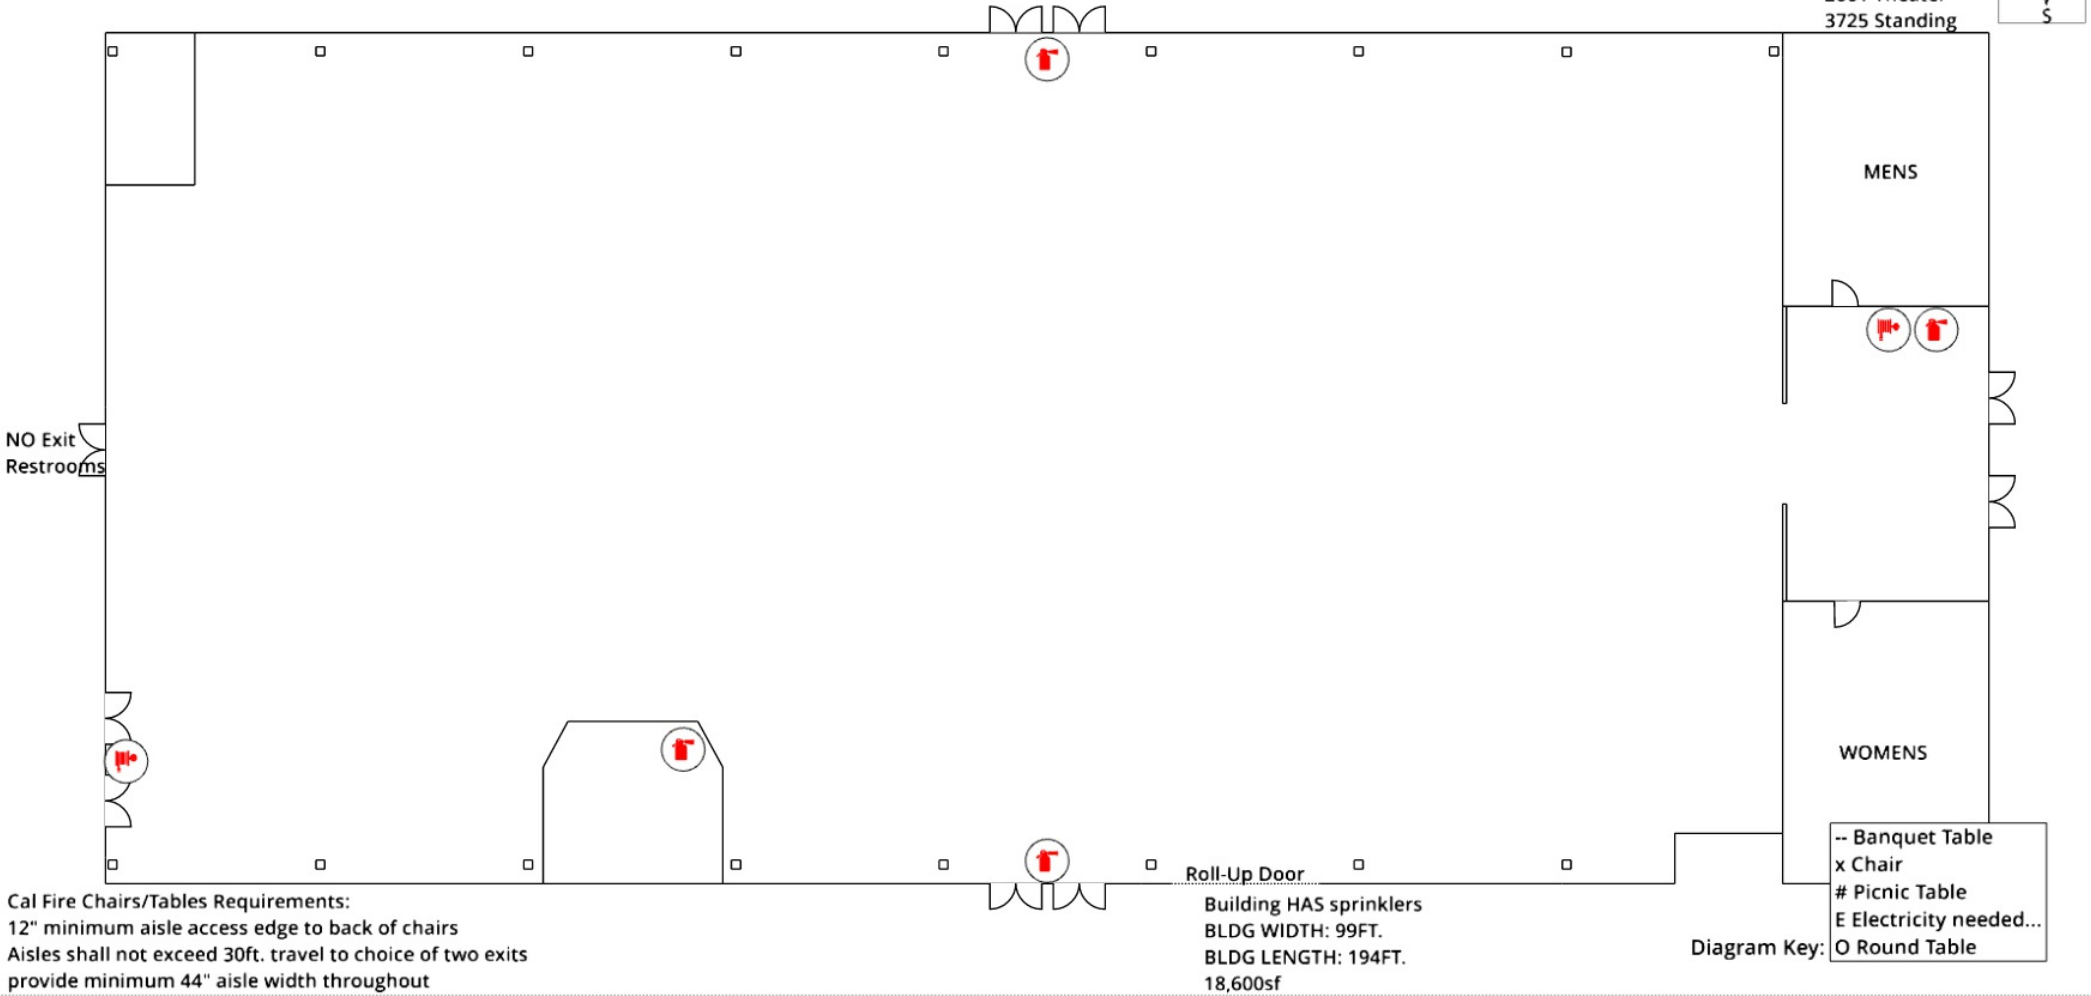 3725 Standing
S
MENS
NO Exit
Restrooms
WOMENS
Roll-Up Door
Cal Fire Chairs/Tables Requirements:
12" minimum aisle access edge to back of chairs
Aisles shall not exceed 30ft. travel to choice of two exits
provide minimum 44" aisle width throughout
Building HAS sprinklers
BLDG WIDTH: 99FT.
BLDG LENGTH: 194FT.
18,600sf
Diagram Key:
-- Banquet Table
x Chair
# Picnic Table
E Electricity needed...
O Round Table